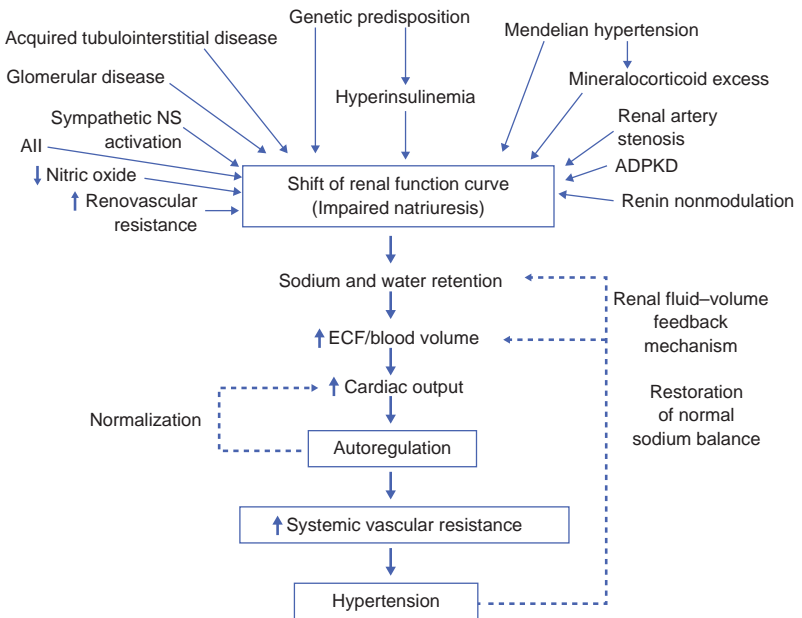 Genetic predisposition
Acquired tubulointerstitial disease
Mendelian hypertension
Glomerular disease
Mineralocorticoid excess
Hyperinsulinemia
Sympathetic NS
activation
Renal artery
stenosis
AII
ADPKD
↓ Nitric oxide
↑ Renovascular
resistance
Renin nonmodulation
Shift of renal function curve
(Impaired natriuresis)
Sodium and water retention
Renal fluid–volume
feedback
mechanism
↑ ECF/blood volume
↑ Cardiac output
Restoration
of normal
sodium balance
Normalization
Autoregulation
↑ Systemic vascular resistance
Hypertension